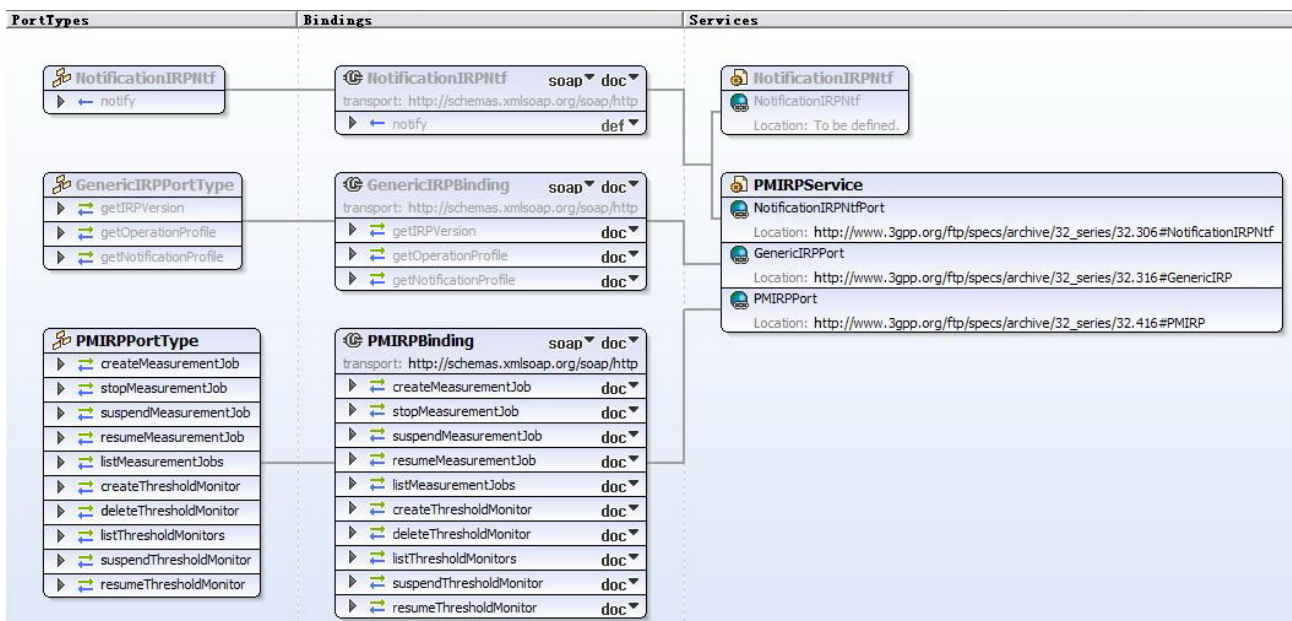 PortTypes
Bindings
Services
NotificationIRPNtf
notify
GenericIRPPortType
getIRPVersion
getOperationProfile
getNotificationProfile
PMIRPPortType
createMeasurementJob
stopMeasurementJob
suspendMeasurementJob
resumeMeasurementJob
listMeasurementJobs
createThresholdMonitor
deleteThresholdMonitor
listThresholdMonitors
suspendThresholdMonitor
resumeThresholdMonitor
NotificationIRPNtf soap doc
transport: http://schemas.xmlsoap.org/soap/http
notify def
GenericIRPBinding soap doc
transport: http://schemas.xmlsoap.org/soap/http
getIRPVersion doc
getOperationProfile doc
getNotificationProfile doc
PMIRPBinding soap doc
transport: http://schemas.xmlsoap.org/soap/http
createMeasurementJob doc
stopMeasurementJob doc
suspendMeasurementJob doc
resumeMeasurementJob doc
listMeasurementJobs doc
createThresholdMonitor doc
deleteThresholdMonitor doc
listThresholdMonitors doc
suspendThresholdMonitor doc
resumeThresholdMonitor doc
NotificationIRPNtf
NotificationIRPNtf
Location: To be defined.
PMIRPService
NotificationIRPNtfPort
Location: http://www.3gpp.org/ftp/specs/archive/32_series/32.306#NotificationIRPNtf
GenericIRPPort
Location: http://www.3gpp.org/ftp/specs/archive/32_series/32.316#GenericIRP
PMIRPPort
Location: http://www.3gpp.org/ftp/specs/archive/32_series/32.416#PMIRP